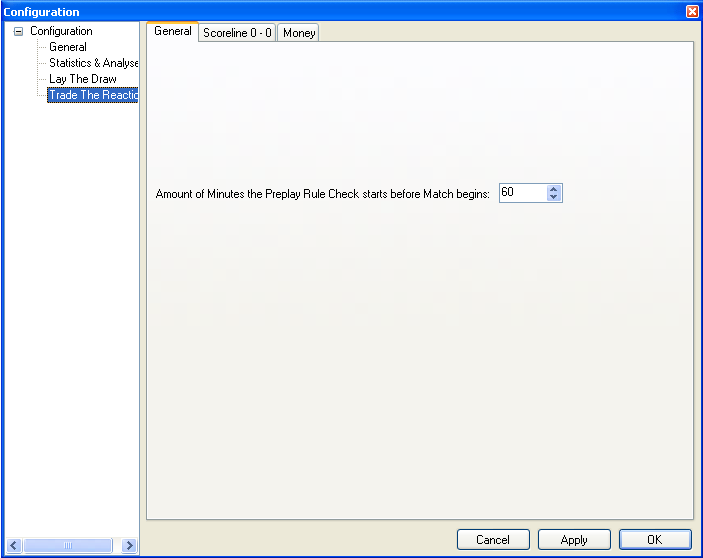 Configuration
Configuration
General
Statistics & Analyse
Lay The Draw
Trade The Reactio
General
Scoreline 0 - 0
Money
Amount of Minutes the Preplay Rule Check starts before Match begins:
60
Cancel
Apply
OK